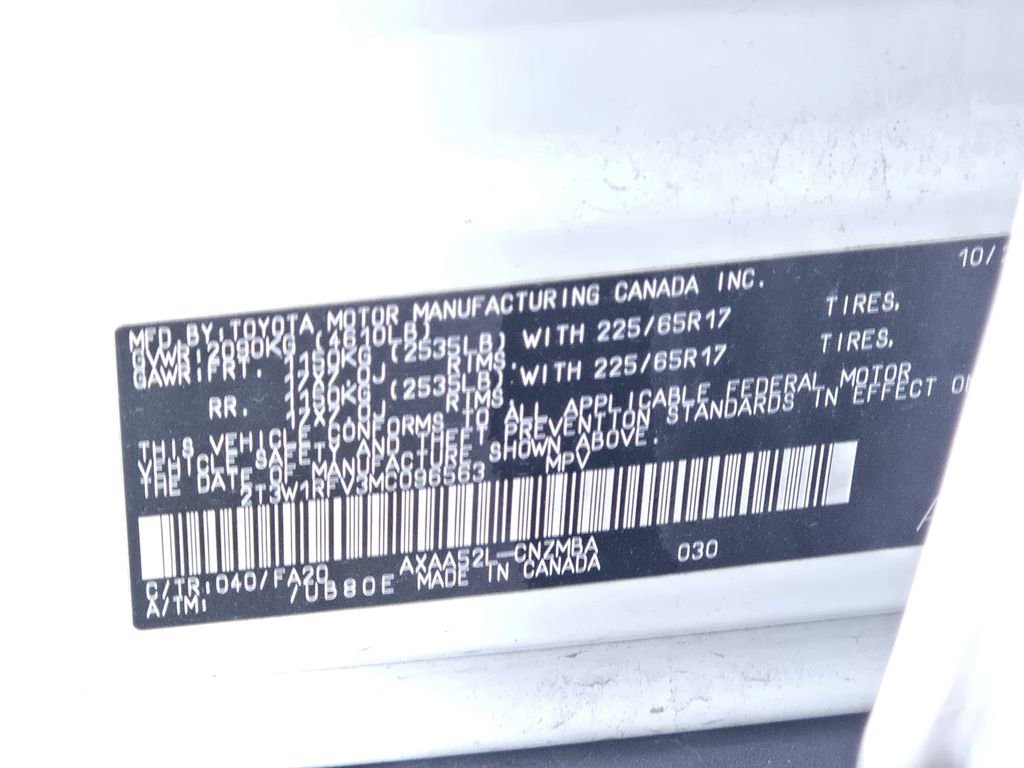 MFD. BY: TOYOTA MOTOR MANUFACTURING CANADA INC. 10/
GVWR: 2090KG (4610LB)
GAWR: FRT. 1150KG (2535LB) WITH 225/65R17 TIRES,
17X7.0J RIMS,
RR. 1150KG (2535LB) WITH 225/65R17 TIRES,
17X7.0J RIMS,
THIS VEHICLE CONFORMS TO ALL APPLICABLE FEDERAL MOTOR
VEHICLE SAFETY AND THEFT PREVENTION STANDARDS IN EFFECT ON
THE DATE OF MANUFACTURE SHOWN ABOVE.
2T3W1RFV3MC096563 MPV
AXAA52L-CNZMBA 030
C/TR: 040/FA20 MADE IN CANADA
A/TM: /UB80E